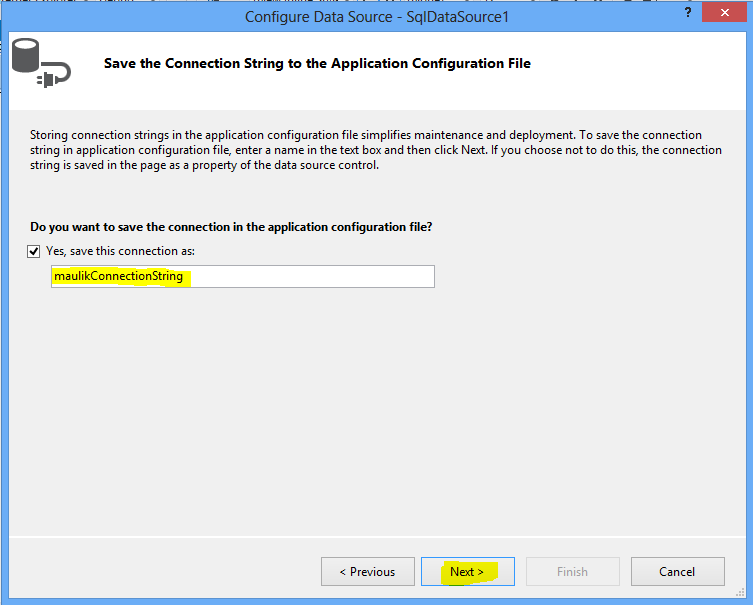 Configure Data Source - SqlDataSource1
?
Save the Connection String to the Application Configuration File
Storing connection strings in the application configuration file simplifies maintenance and deployment. To save the connection
string in application configuration file, enter a name in the text box and then click Next. If you choose not to do this, the connection
string is saved in the page as a property of the data source control.
Do you want to save the connection in the application configuration file?
Yes, save this connection as:
maulikConnectionString
< Previous
Next >
Finish
Cancel